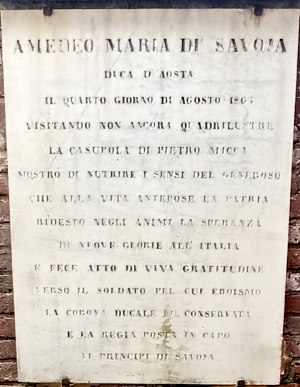 AMEDEO MARIA DI SAVOJA
DUCA D'AOSTA
IL QUARTO GIORNO DI AGOSTO 1864
VISITANDO NON ANCORA QUADRILUSTRE
LA CASUPOLA DI PIETRO MICCA
MOSTRÒ DI NUTRIRE I SENSI DEL GENEROSO
CHE ALLA VITA ANTEPOSE LA PATRIA
RIDESTÒ NEGLI ANIMI LA SPERANZA
DI NUOVE GLORIE ALL'ITALIA
E FECE ATTO DI VIVA GRATITUDINE
VERSO IL SOLDATO PEL CUI EROISMO
LA CORONA DUCALE FU CONSERVATA
E LA REGIA POSTA IN CAPO
AI PRINCIPI DI SAVOJA